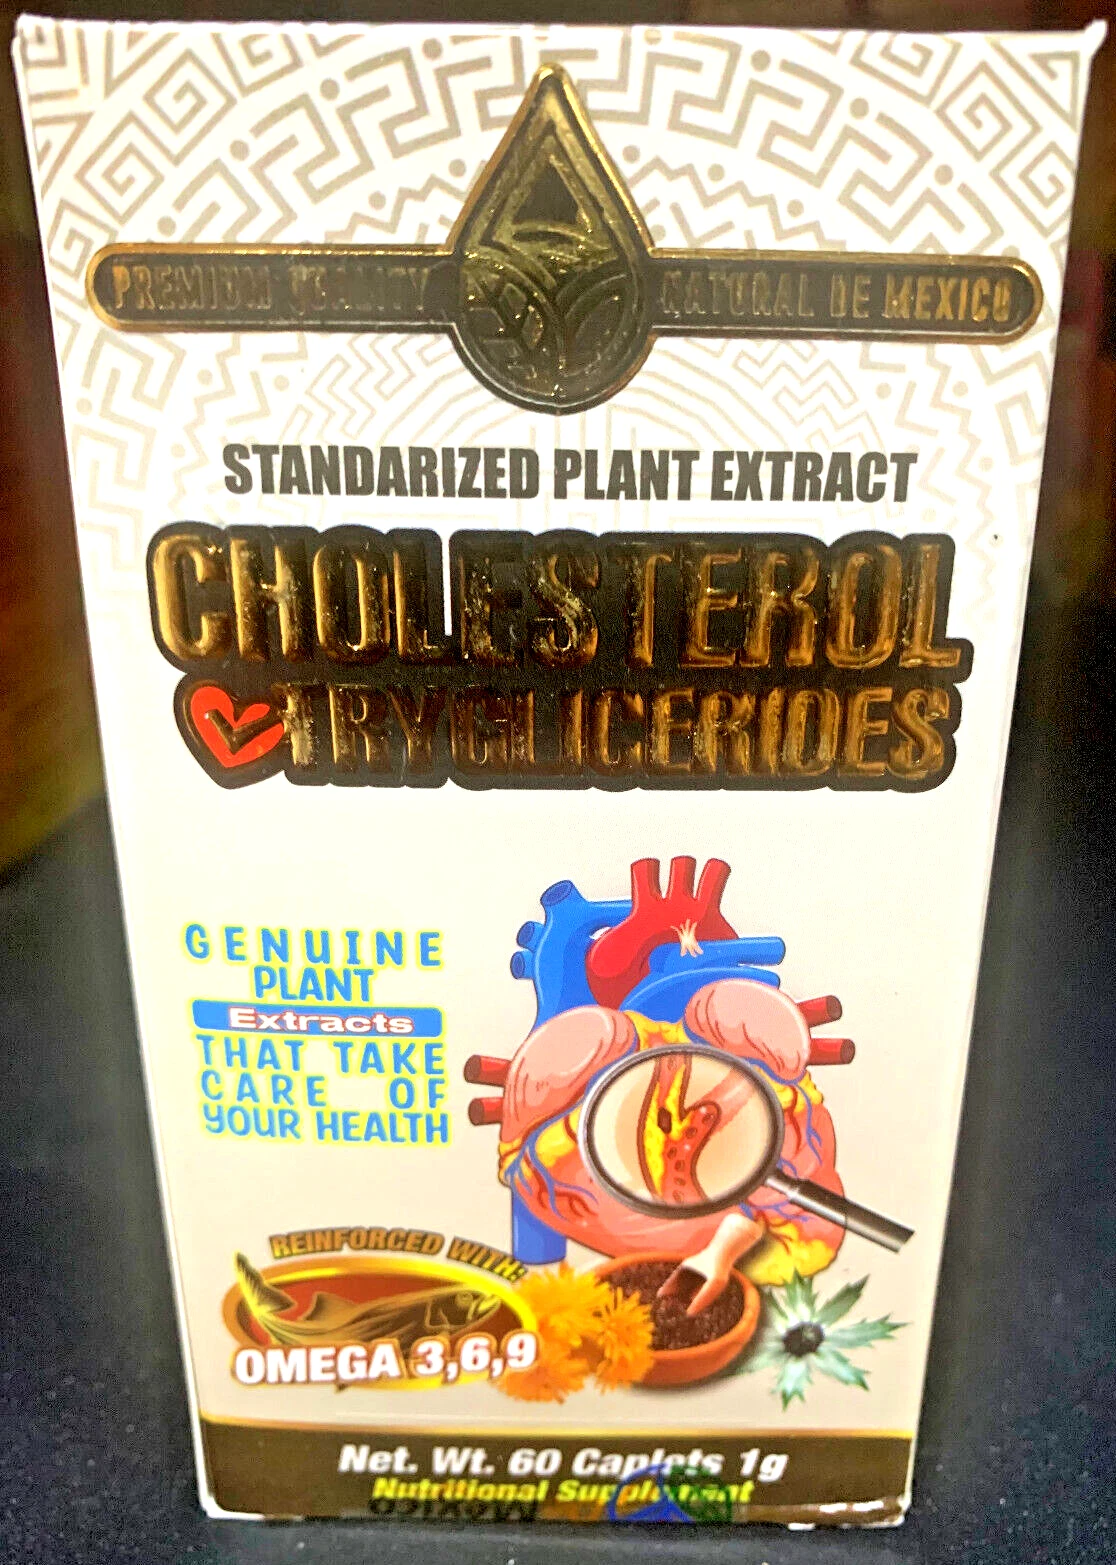 PREMIUM QUALITY NATURAL DE MEXICO
STANDARIZED PLANT EXTRACT
CHOLESTEROL
TRYGLICERIDES
GENUINE
PLANT
Extracts
THAT TAKE
CARE OF
YOUR HEALTH
REINFORCED WITH:
OMEGA 3,6,9
Net. Wt. 60 Caplets 1g
Nutritional Supplement